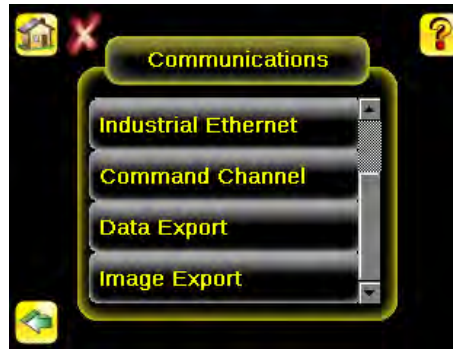 ?
Communications
Industrial Ethernet
Command Channel
Data Export
Image Export